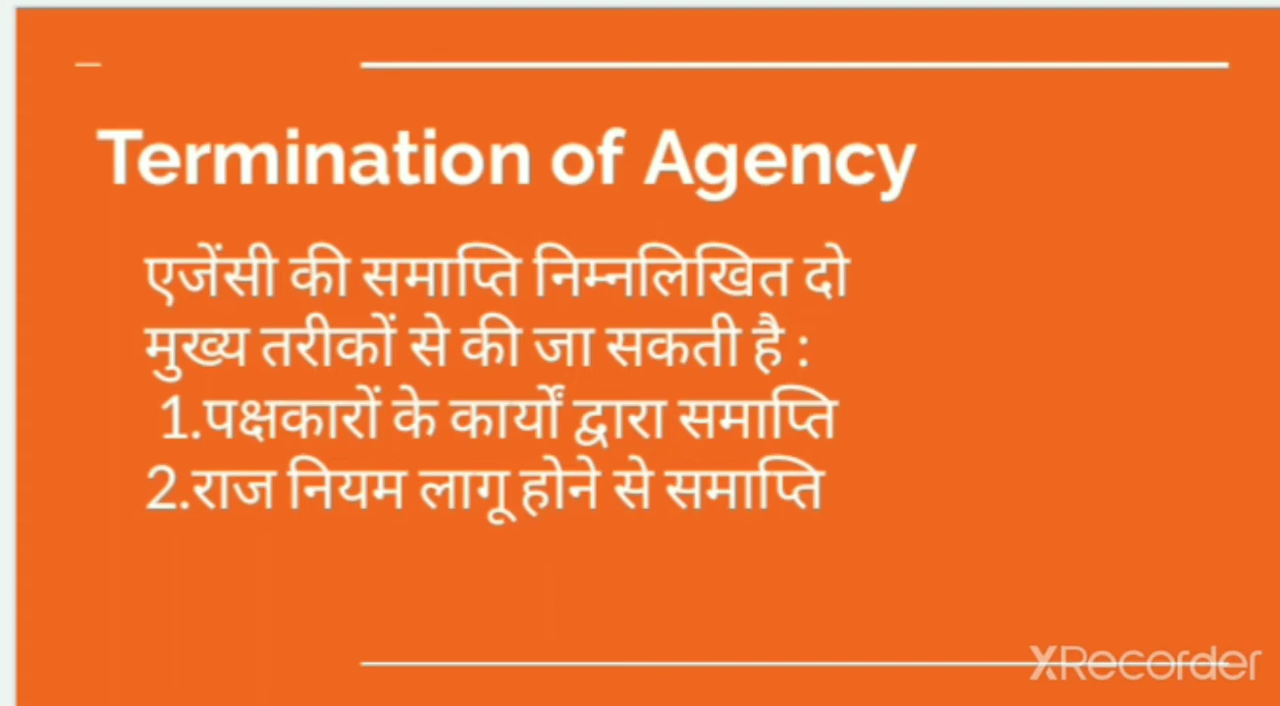 Termination of Agency
एजेंसी की समाप्ति निम्नलिखित दो
मुख्य तरीकों से की जा सकती है :
1.पक्षकारों के कार्यों द्वारा समाप्ति
2.राज नियम लागू होने से समाप्ति
XRecorder